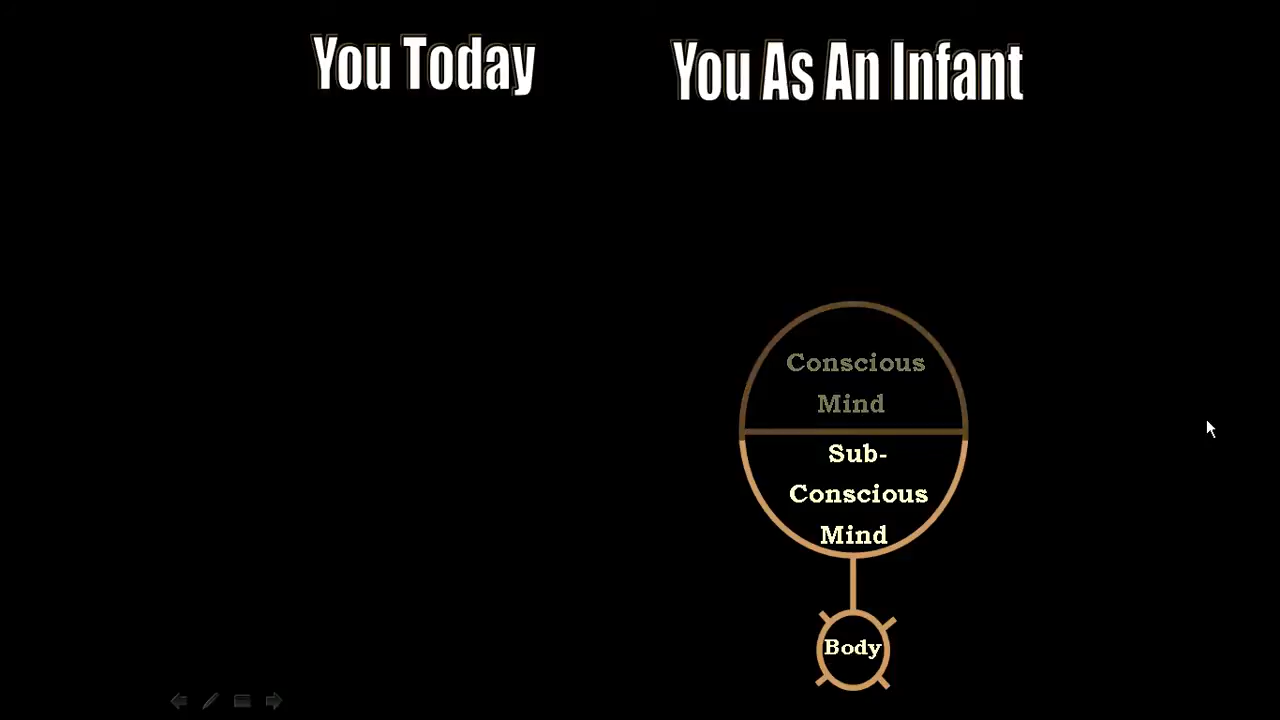 You Today
You As An Infant
Conscious
Mind
Sub-
Conscious
Mind
Body